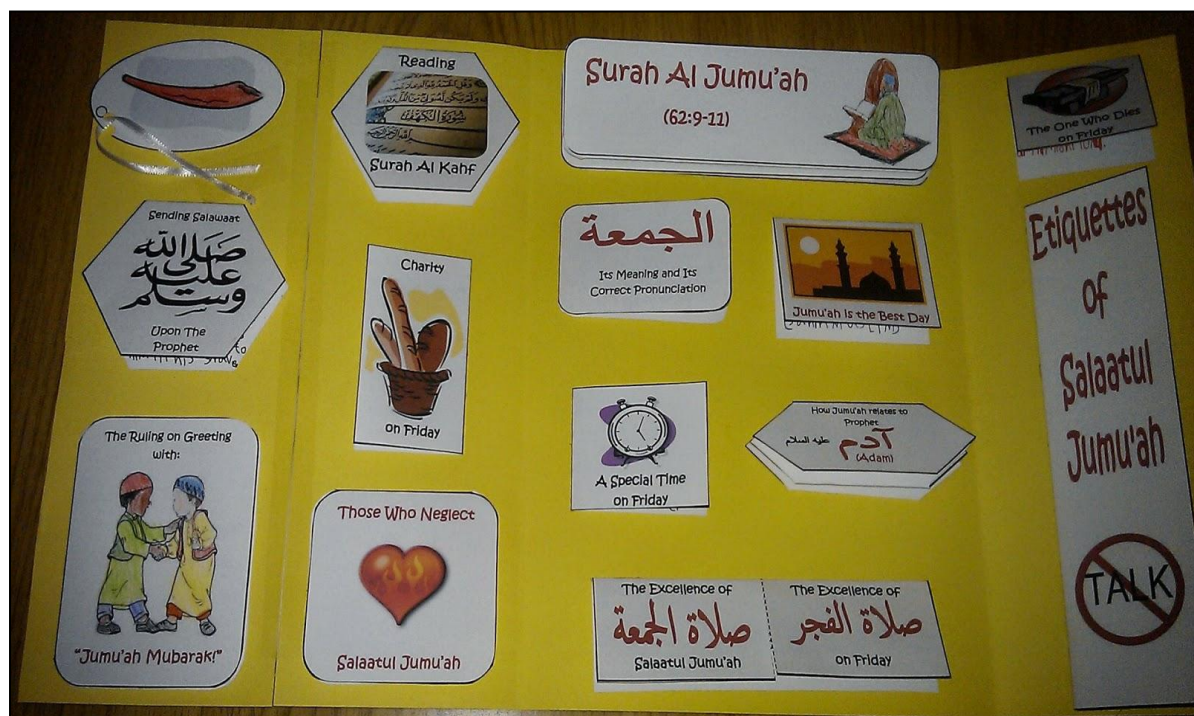 Sending Salawaat
صلى الله
عليه
وسلم
Upon The
Prophet
to
The Ruling on Greeting
with:
"Jumu'ah Mubarak!"
Reading
Surah Al Kahf
Charity
on Friday
Those Who Neglect
Salaatul Jumu'ah
Surah Al Jumu'ah
(62:9-11)
الجمعة
Its Meaning and Its
Correct Pronunciation
Jumu'ah is the Best Day
A Special Time
on Friday
How Jumu'ah relates to
Prophet
آدم عليه السلام
(Adam)
The Excellence of
صلاة الجمعة
Salaatul Jumu'ah
The Excellence of
صلاة الفجر
on Friday
The One Who Dies
on Friday
Etiquettes
of
Salaatul
Jumu'ah
TALK